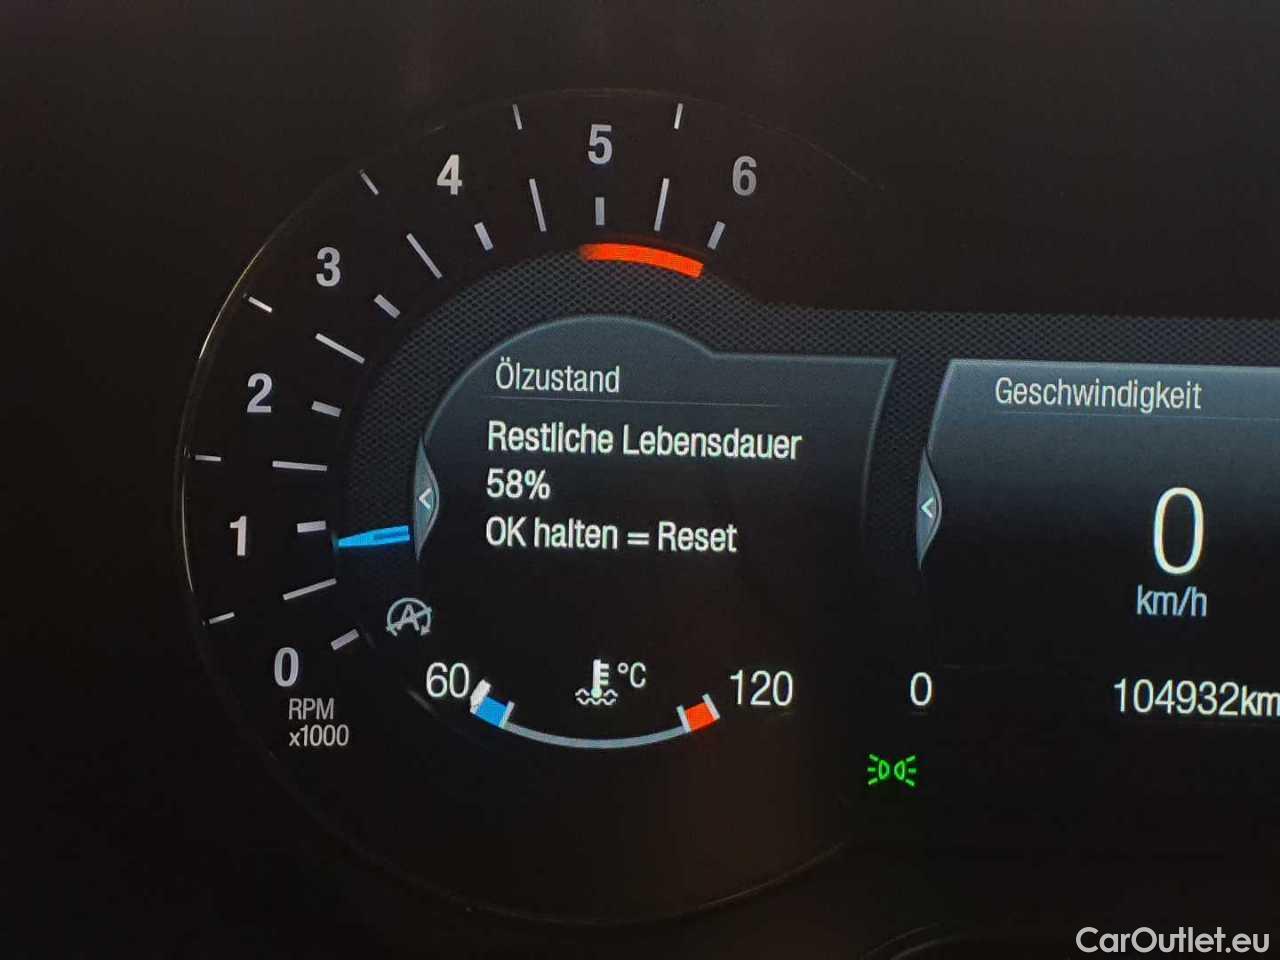 5
4
6
3
2
1
0
RPM
x1000
Ölzustand
Restliche Lebensdauer
58%
OK halten = Reset
A
60
°C
120
Geschwindigkeit
0
km/h
0
104932km
CarOutlet.eu